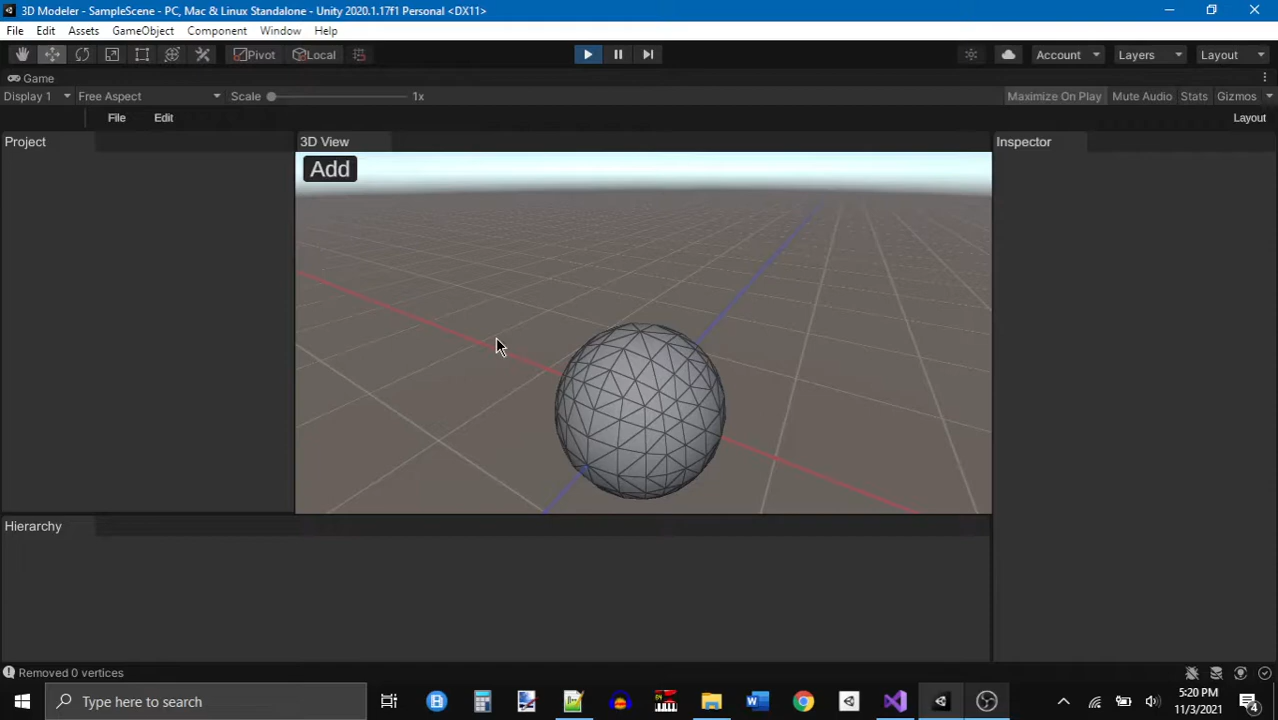 3D Modeler - SampleScene - PC, Mac & Linux Standalone - Unity 2020.1.17f1 Personal <DX11>
File Edit Assets GameObject Component Window Help
Pivot Local Account Layers Layout
Game
Display 1 Free Aspect Scale 1x Maximize On Play Mute Audio Stats Gizmos
File Edit Layout
Project 3D View Inspector
Add
Hierarchy
Removed 0 vertices
Type here to search
5:20 PM
11/3/2021
4